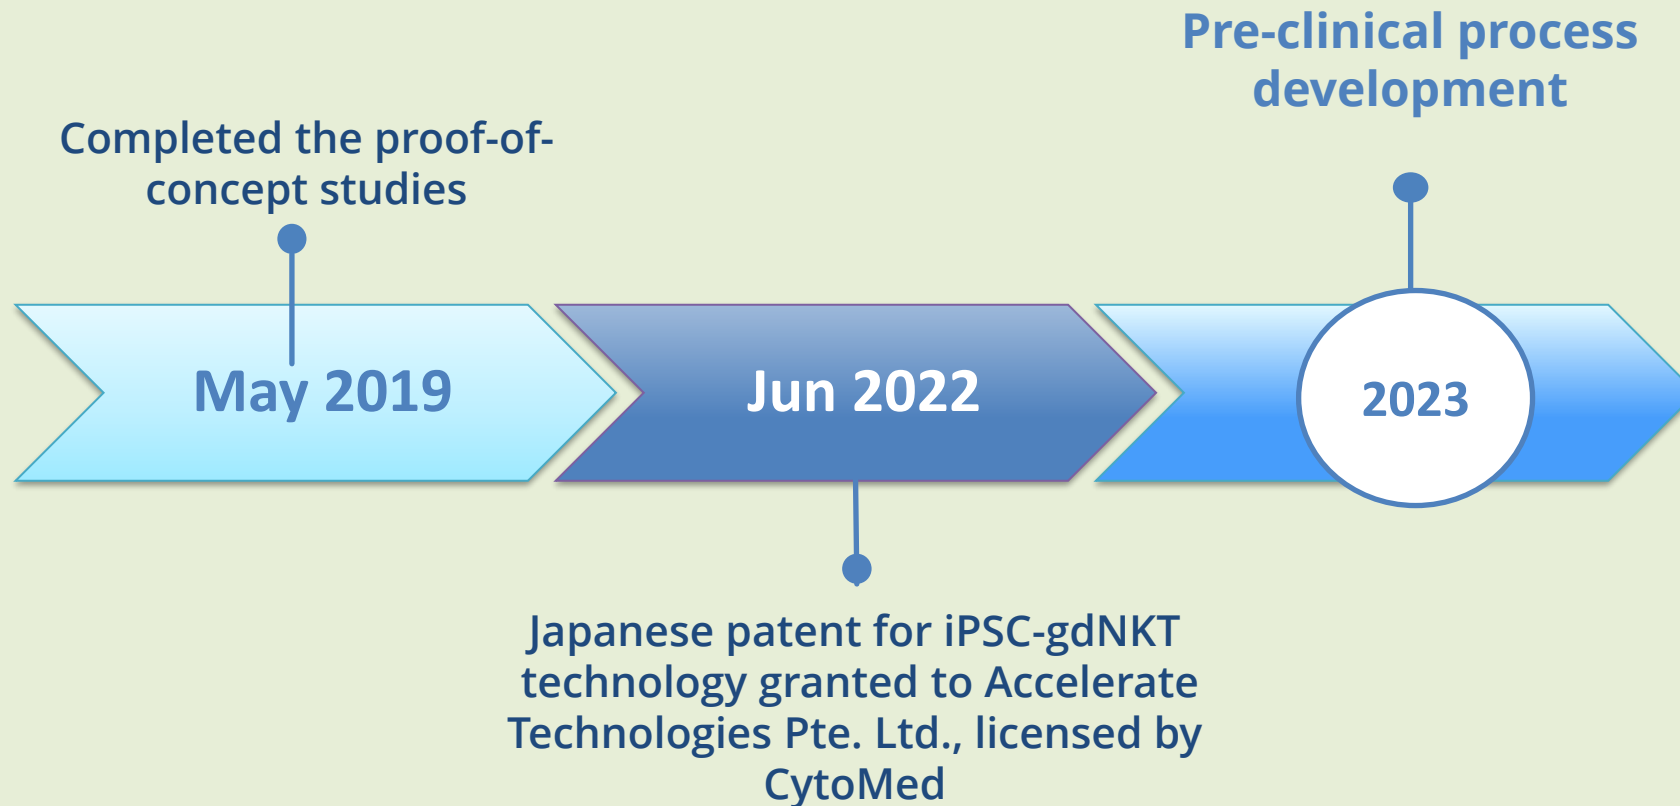 Pre-clinical process
development
Completed the proof-of-
concept studies
May 2019
Jun 2022
2023
Japanese patent for iPSC-gdNKT
technology granted to Accelerate
Technologies Pte. Ltd., licensed by
CytoMed